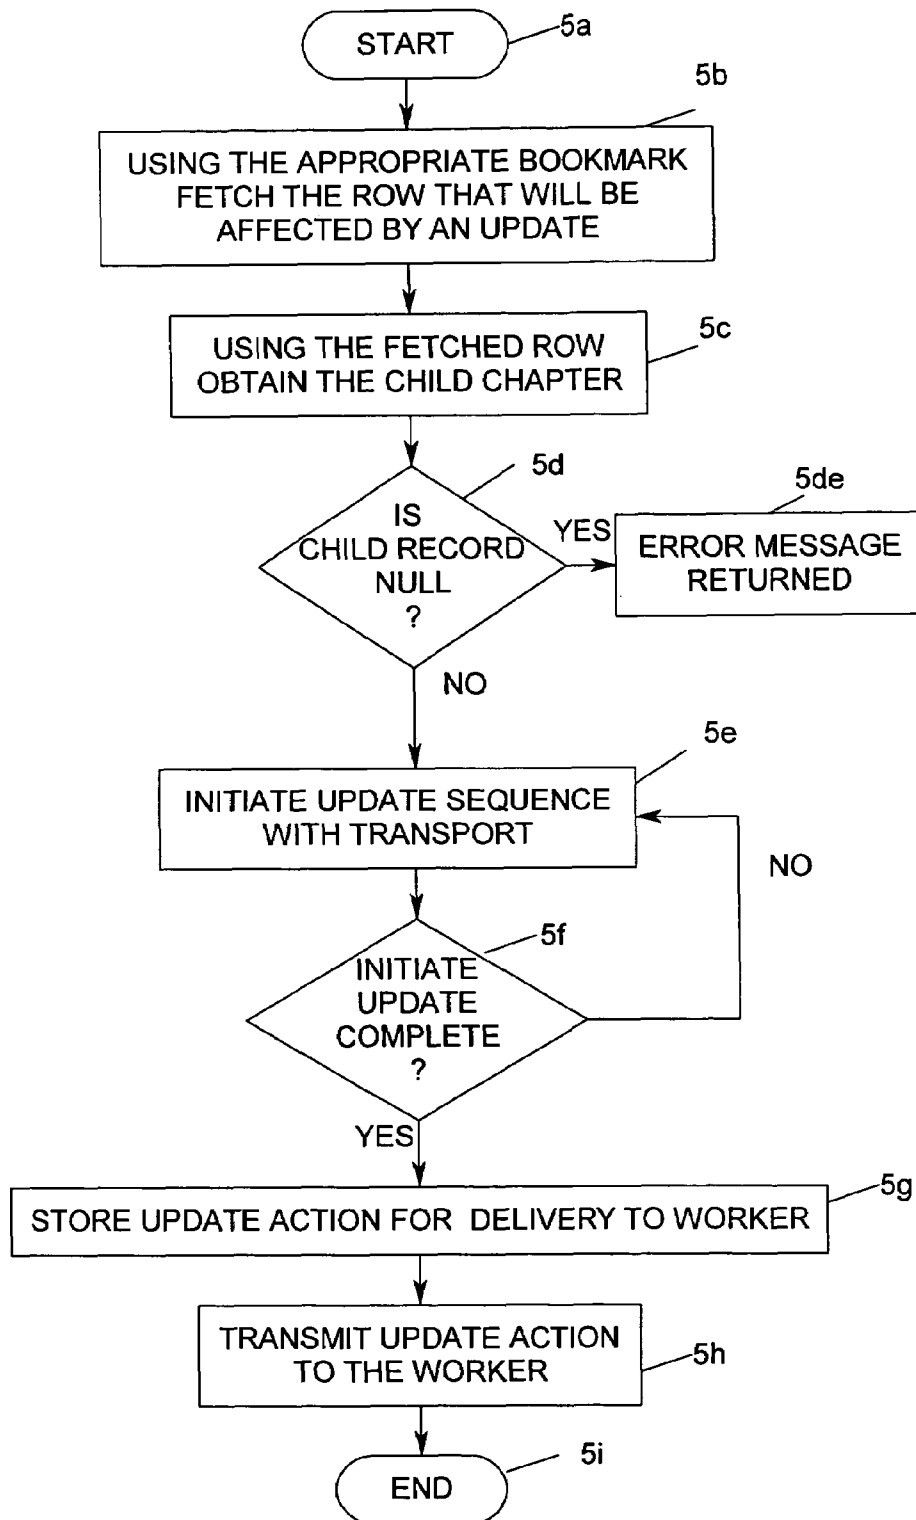 START
5a
5b
USING THE APPROPRIATE BOOKMARK
FETCH THE ROW THAT WILL BE
AFFECTED BY AN UPDATE
5c
USING THE FETCHED ROW
OBTAIN THE CHILD CHAPTER
5d
IS
CHILD RECORD
NULL
?
YES
5de
ERROR MESSAGE
RETURNED
NO
5e
INITIATE UPDATE SEQUENCE
WITH TRANSPORT
NO
5f
INITIATE
UPDATE
COMPLETE
?
YES
5g
STORE UPDATE ACTION FOR DELIVERY TO WORKER
TRANSMIT UPDATE ACTION
TO THE WORKER
5h
END
5i